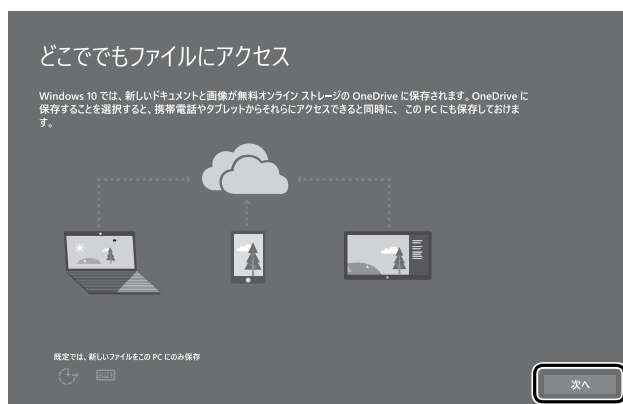 どこででもファイルにアクセス
Windows 10 では、新しいドキュメントと画像が無料オンライン ストレージの OneDrive に保存されます。OneDrive に
保存することを選択すると、携帯電話やタブレットからそれらにアクセスできると同時に、この PC にも保存しておけま
す。
既定では、新しいファイルをこの PC にのみ保存
次へ